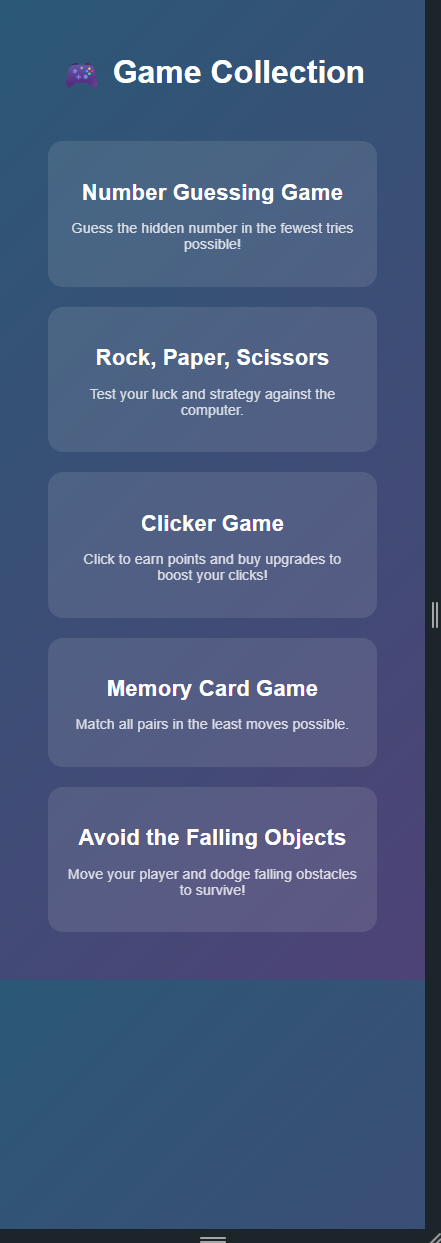 🎮 Game Collection
Number Guessing Game
Guess the hidden number in the fewest tries
possible!
Rock, Paper, Scissors
Test your luck and strategy against the
computer.
Clicker Game
Click to earn points and buy upgrades to
boost your clicks!
Memory Card Game
Match all pairs in the least moves possible.
Avoid the Falling Objects
Move your player and dodge falling obstacles
to survive!